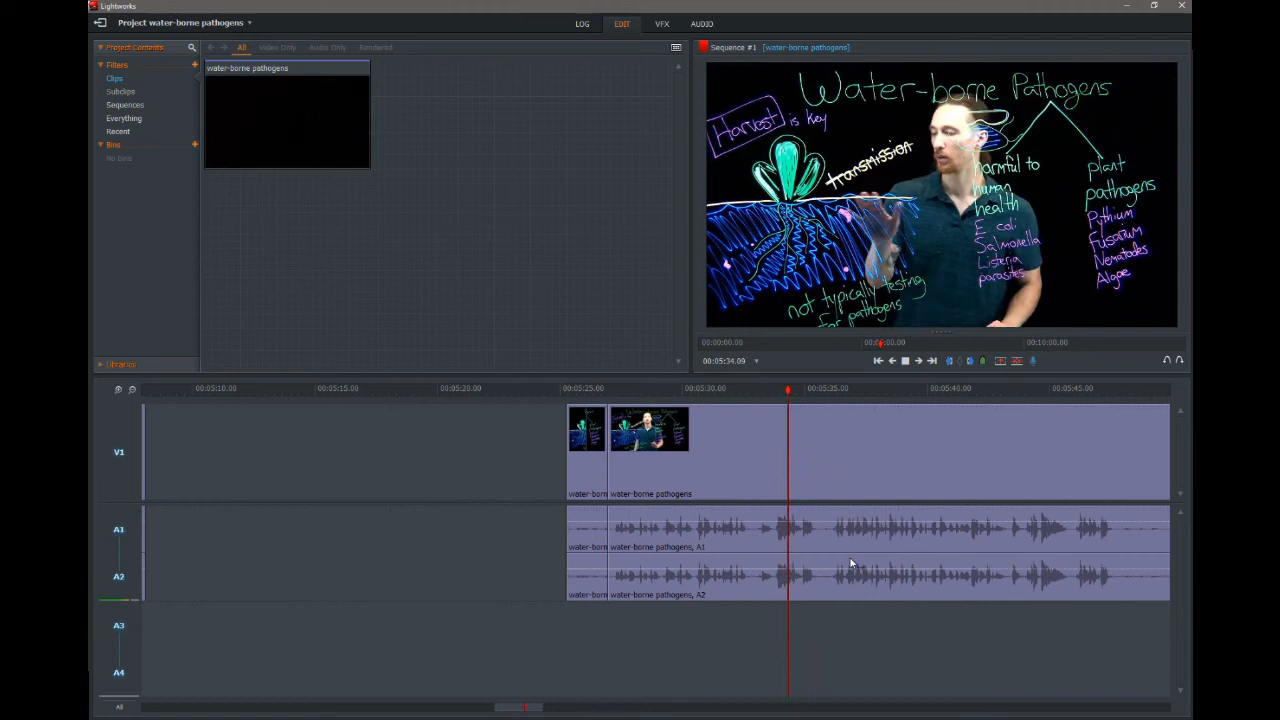 Lightworks
Project water-borne pathogens
LOG
EDIT
VFX
AUDIO
Project Contents
All
Video Only
Audio Only
Rendered
Filters
Clips
Subclips
Sequences
Everything
Recent
Bins
No bins
Libraries
water-borne pathogens
Sequence #1 [water-borne pathogens]
Water-borne Pathogens
Harvest is key
transmission
harmful to
human
health
E. coli
Salmonella
Listeria
parasites
plant
pathogens
Pythium
Fusarium
Nematodes
Algae
not typically testing
For pathogens
00:00:00.00
00:10:00.00
00:05:34.09
00:05:10.00
00:05:15.00
00:05:20.00
00:05:25.00
00:05:30.00
00:05:35.00
00:05:40.00
00:05:45.00
V1
water-born
water-borne pathogens
A1
water-born
water-borne pathogens, A1
A2
water-born
water-borne pathogens, A2
A3
A4
All